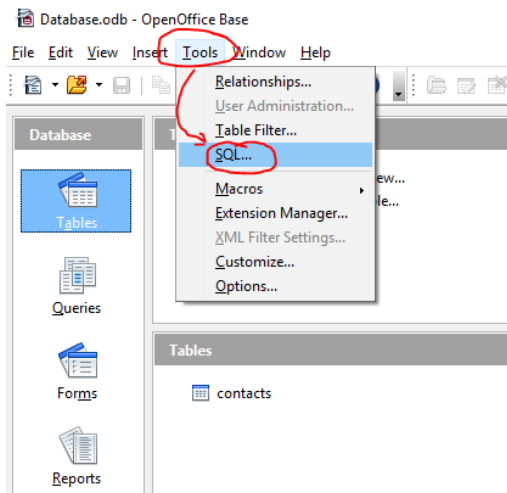 Database.odb - OpenOffice Base
File Edit View Insert Tools Window Help
Relationships...
User Administration...
Table Filter...
SQL...
Macros
Extension Manager...
XML Filter Settings...
Customize...
Options...
Database
Tables
Queries
Forms
Reports
T
ew...
le...
Tables
contacts